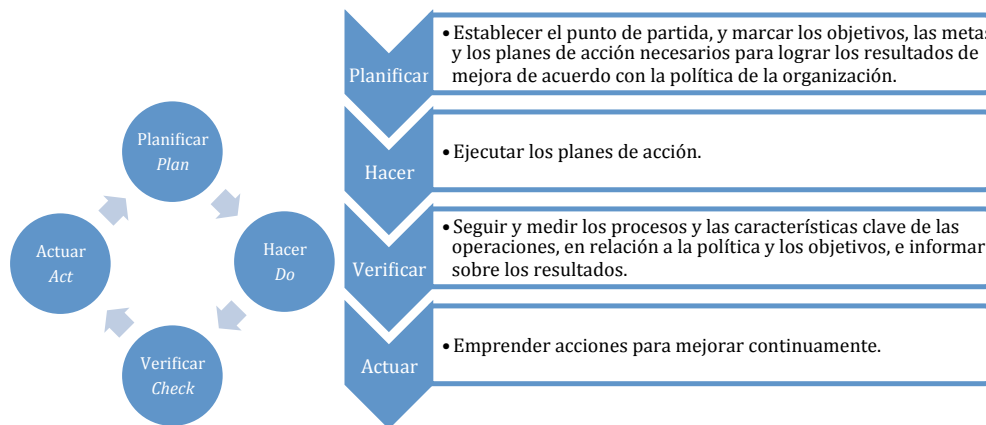 Planificar
Plan
Hacer
Do
Verificar
Check
Actuar
Act
Planificar
• Establecer el punto de partida, y marcar los objetivos, las metas
y los planes de acción necesarios para lograr los resultados de
mejora de acuerdo con la política de la organización.
Hacer
• Ejecutar los planes de acción.
Verificar
• Seguir y medir los procesos y las características clave de las
operaciones, en relación a la política y los objetivos, e informar
sobre los resultados.
Actuar
• Emprender acciones para mejorar continuamente.